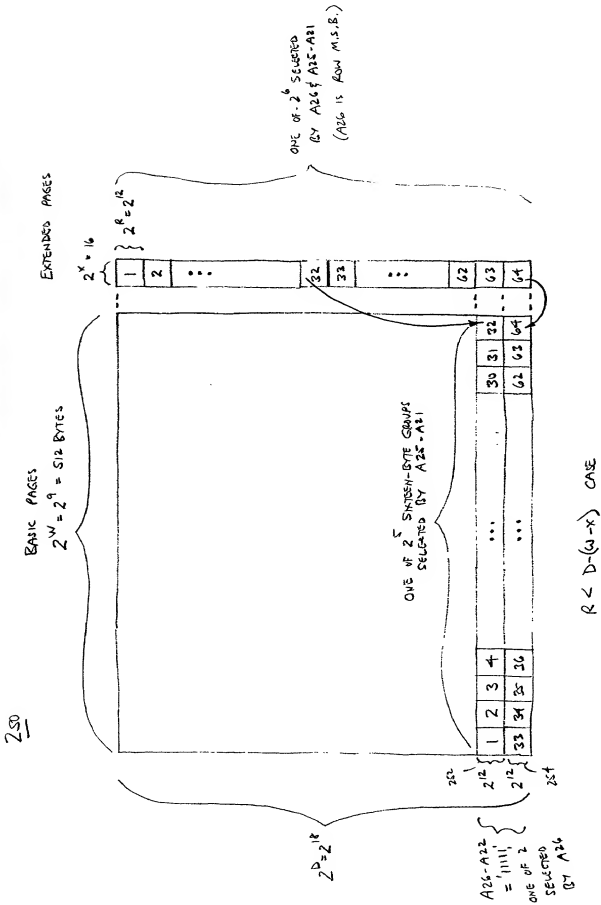 250
BASIC PAGES
2^W = 2^9 = 512 BYTES
EXTENDED PAGES
2^X = 16
2^R = 2^12
1
2
⋮
32
33
⋮
62
63
64
ONE OF 2^6 SELECTED
BY A26 & A25-A21
(A26 IS ROW M.S.B.)
2^D = 2^18
ONE OF 2^5 SIXTEEN-BYTE GROUPS
SELECTED BY A25-A21
252
2^12
1 2 3 4 ... 30 31 32
2^12
33 34 35 36 ... 62 63 64
254
A26-A22
= '11111'
ONE OF 2
SELECTED
BY A26
R < D-(W-X) CASE